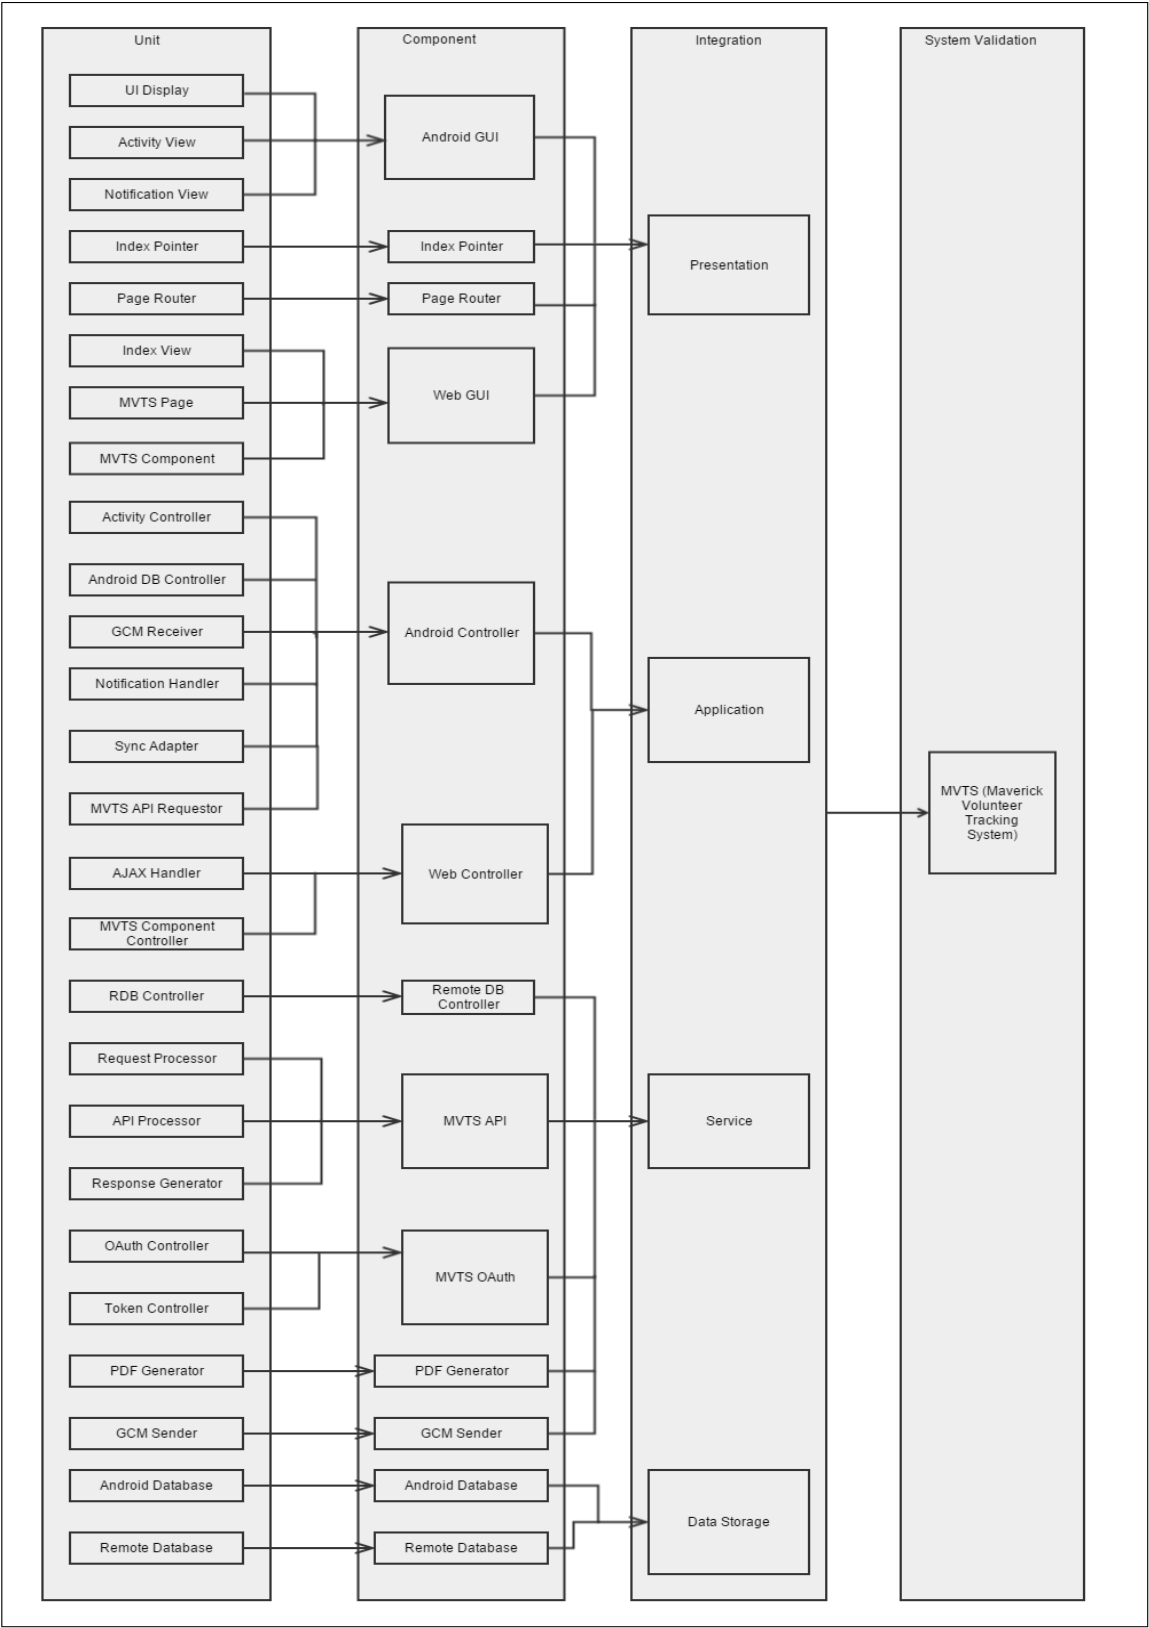 Unit
UI Display
Activity View
Notification View
Index Pointer
Page Router
Index View
MVTS Page
MVTS Component
Activity Controller
Android DB Controller
GCM Receiver
Notification Handler
Sync Adapter
MVTS API Requestor
AJAX Handler
MVTS Component
Controller
RDB Controller
Request Processor
API Processor
Response Generator
OAuth Controller
Token Controller
PDF Generator
GCM Sender
Android Database
Remote Database
Component
Android GUI
Index Pointer
Page Router
Web GUI
Android Controller
Web Controller
Remote DB
Controller
MVTS API
MVTS OAuth
PDF Generator
GCM Sender
Android Database
Remote Database
Integration
Presentation
Application
Service
Data Storage
System Validation
MVTS (Maverick
Volunteer
Tracking
System)